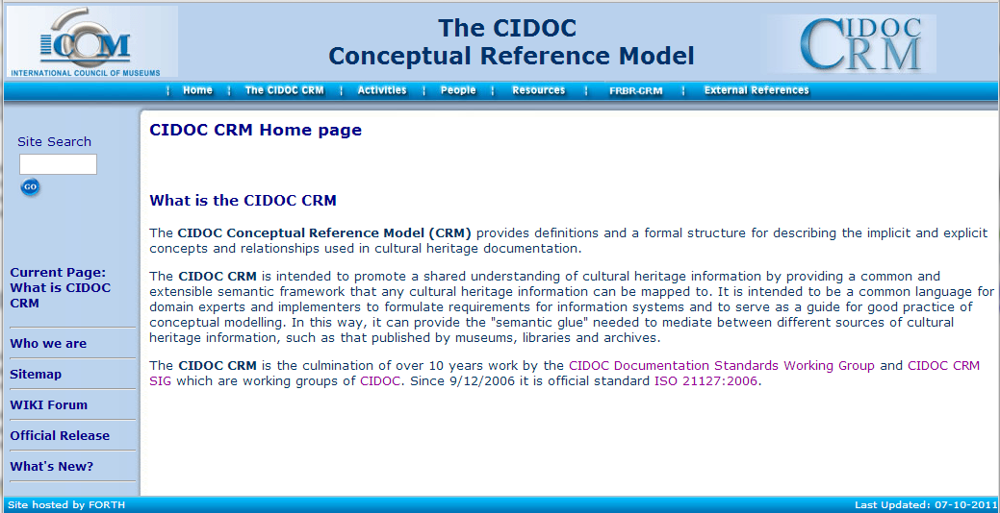 ICOM
INTERNATIONAL COUNCIL OF MUSEUMS
The CIDOC
Conceptual Reference Model
CIDOC
CRM
Home
The CIDOC CRM
Activities
People
Resources
FRBR-CRM
External References
Site Search
GO
Current Page:
What is CIDOC
CRM
Who we are
Sitemap
WIKI Forum
Official Release
What's New?
CIDOC CRM Home page
What is the CIDOC CRM
The CIDOC Conceptual Reference Model (CRM) provides definitions and a formal structure for describing the implicit and explicit
concepts and relationships used in cultural heritage documentation.
The CIDOC CRM is intended to promote a shared understanding of cultural heritage information by providing a common and
extensible semantic framework that any cultural heritage information can be mapped to. It is intended to be a common language for
domain experts and implementers to formulate requirements for information systems and to serve as a guide for good practice of
conceptual modelling. In this way, it can provide the "semantic glue" needed to mediate between different sources of cultural
heritage information, such as that published by museums, libraries and archives.
The CIDOC CRM is the culmination of over 10 years work by the CIDOC Documentation Standards Working Group and CIDOC CRM
SIG which are working groups of CIDOC. Since 9/12/2006 it is official standard ISO 21127:2006.
Site hosted by FORTH
Last Updated: 07-10-2011